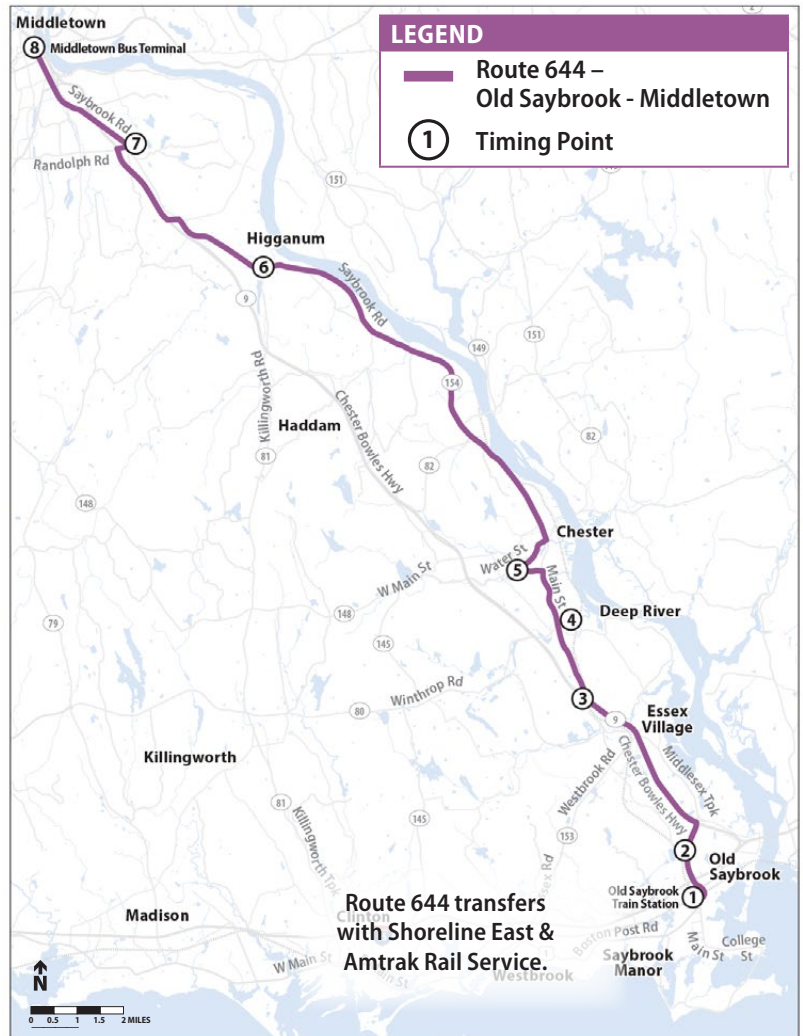 Middletown
8
Middletown Bus Terminal
LEGEND
Route 644 –
Old Saybrook - Middletown
1
Timing Point
Saybrook Rd
7
Randolph Rd
151
Higganum
6
Saybrook Rd
9
149
151
154
Killingworth Rd
Haddam
Chester Bowles Hwy
82
81
82
148
Chester
Water St
5
Main St
W Main St
4
Deep River
148
79
145
Winthrop Rd
3
80
9
Essex
Village
Killingworth
Westbrook Rd
Chester Bowles Hwy
Middlesex Tpk
81
145
Killingworth Tpk
153
2
Old
Saybrook
Old Saybrook
Train Station
1
Route 644 transfers
with Shoreline East &
Amtrak Rail Service.
Madison
Clinton
Boston Post Rd
Main St
College
St
Saybrook
Manor
W Main St
Westbrook
N
0 0.5 1 1.5 2 MILES